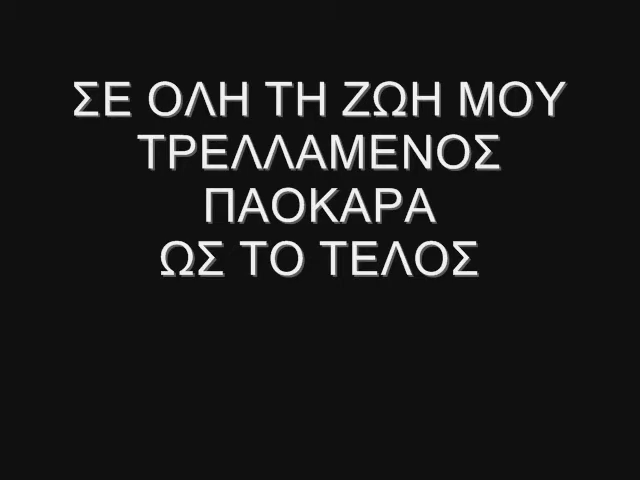 ΣΕ ΟΛΗ ΤΗ ΖΩΗ ΜΟΥ
ΤΡΕΛΛΑΜΕΝΟΣ
ΠΑΟΚΑΡΑ
ΩΣ ΤΟ ΤΕΛΟΣ